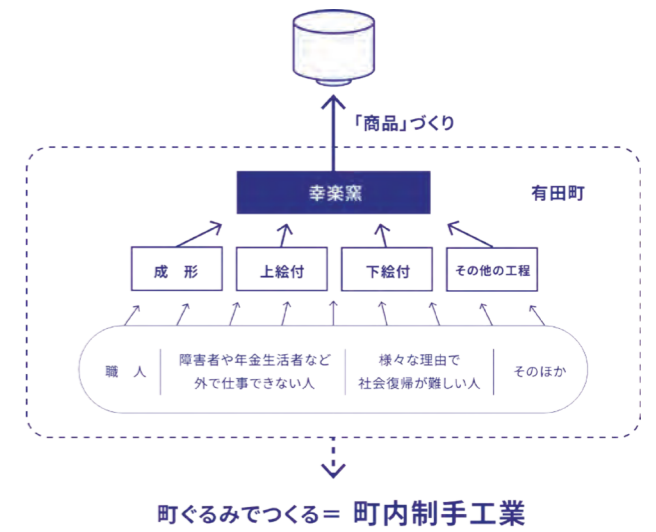 「商品」づくり
幸楽窯
有田町
成 形
上絵付
下絵付
その他の工程
職 人
障害者や年金生活者など
外で仕事できない人
様々な理由で
社会復帰が難しい人
そのほか
町ぐるみでつくる＝ 町内制手工業